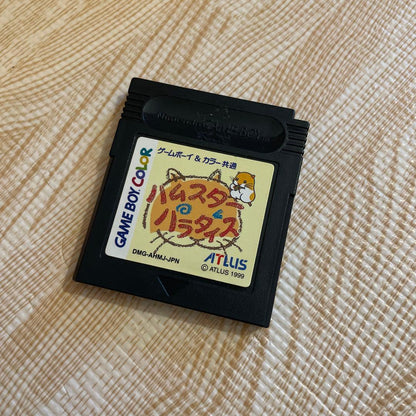 ゲームボーイ & カラー共通
GAME BOY COLOR
ハムスター
パラダイス
DMG-AHMJ-JPN
ATLUS
© ATLUS 1999